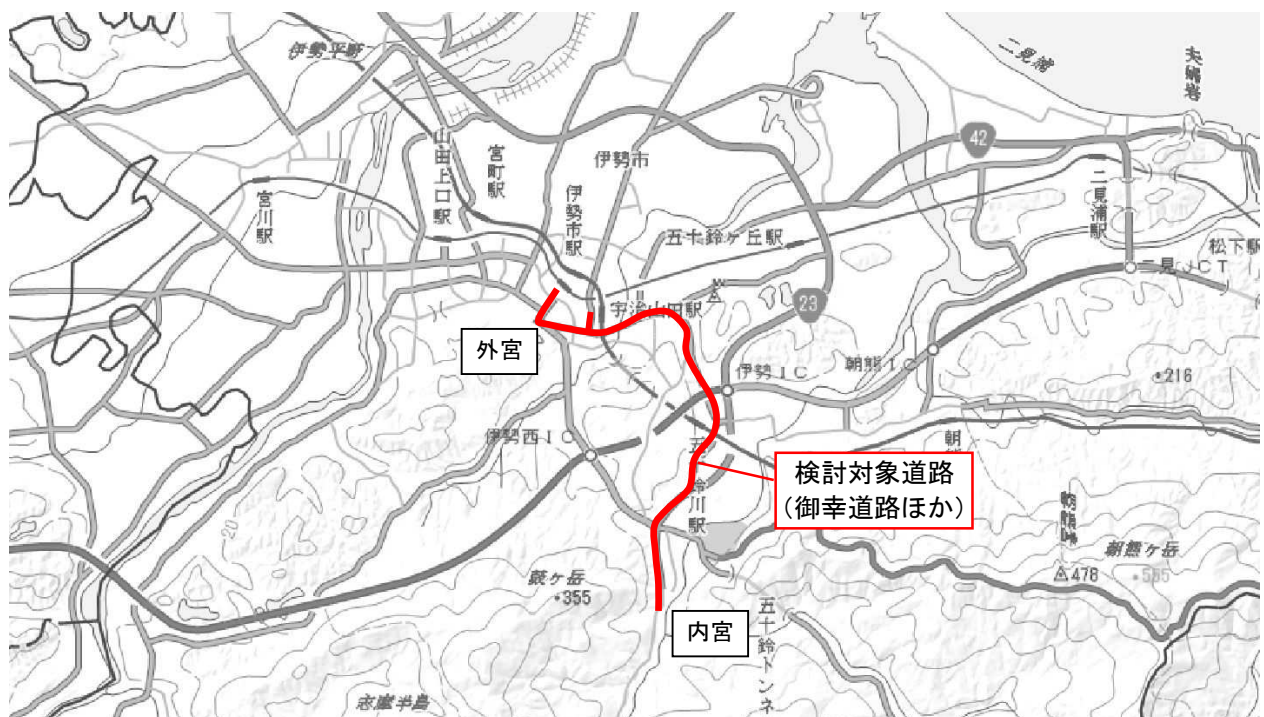 伊勢平野
二見浦
夫婦岩
42
山田上口駅
宮町駅
伊勢市
宮川駅
伊勢市駅
五十鈴ヶ丘駅
二見浦駅
松下駅
二見JCT
宇治山田駅
23
外宮
伊勢IC
朝熊IC
・216
伊勢西IC
五十鈴川駅
検討対象道路
(御幸道路ほか)
朝熊ヶ岳
478
・555
鼓ヶ岳
・355
120
内宮
五十鈴トンネ
志摩半島